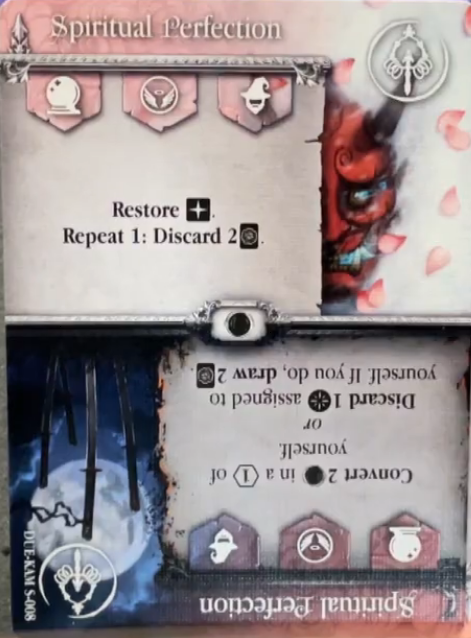 Spiritual Perfection
Restore.
Repeat 1: Discard 2.
Convert 2 in a 1 of
yourself.
or
Discard 1 assigned to
yourself. If you do, draw 2.
Spiritual Perfection
DUE-KAM S-008